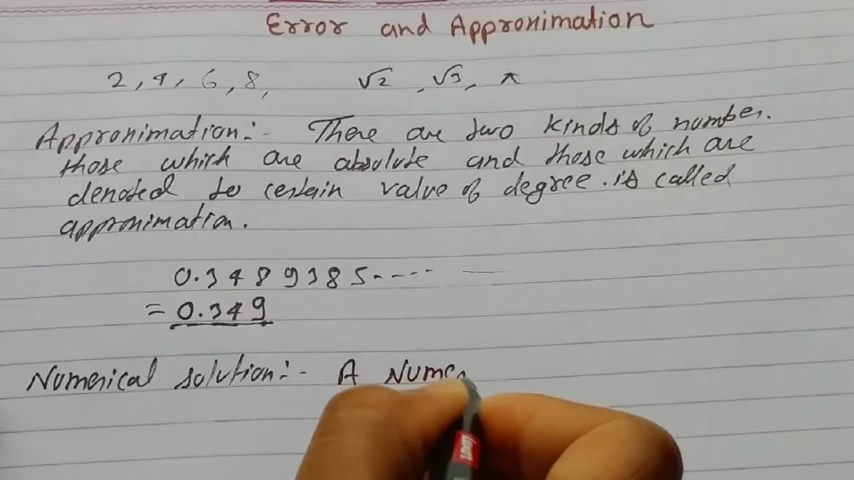 Error and Approximation
2, 4, 6, 8, √2, √3, π
Approximation:- There are two kinds of number.
those which are absolute and those which are
denoted to certain value of degree. is called
approximation.
0.3489385----
= 0.349
Numerical solution:- A Nume